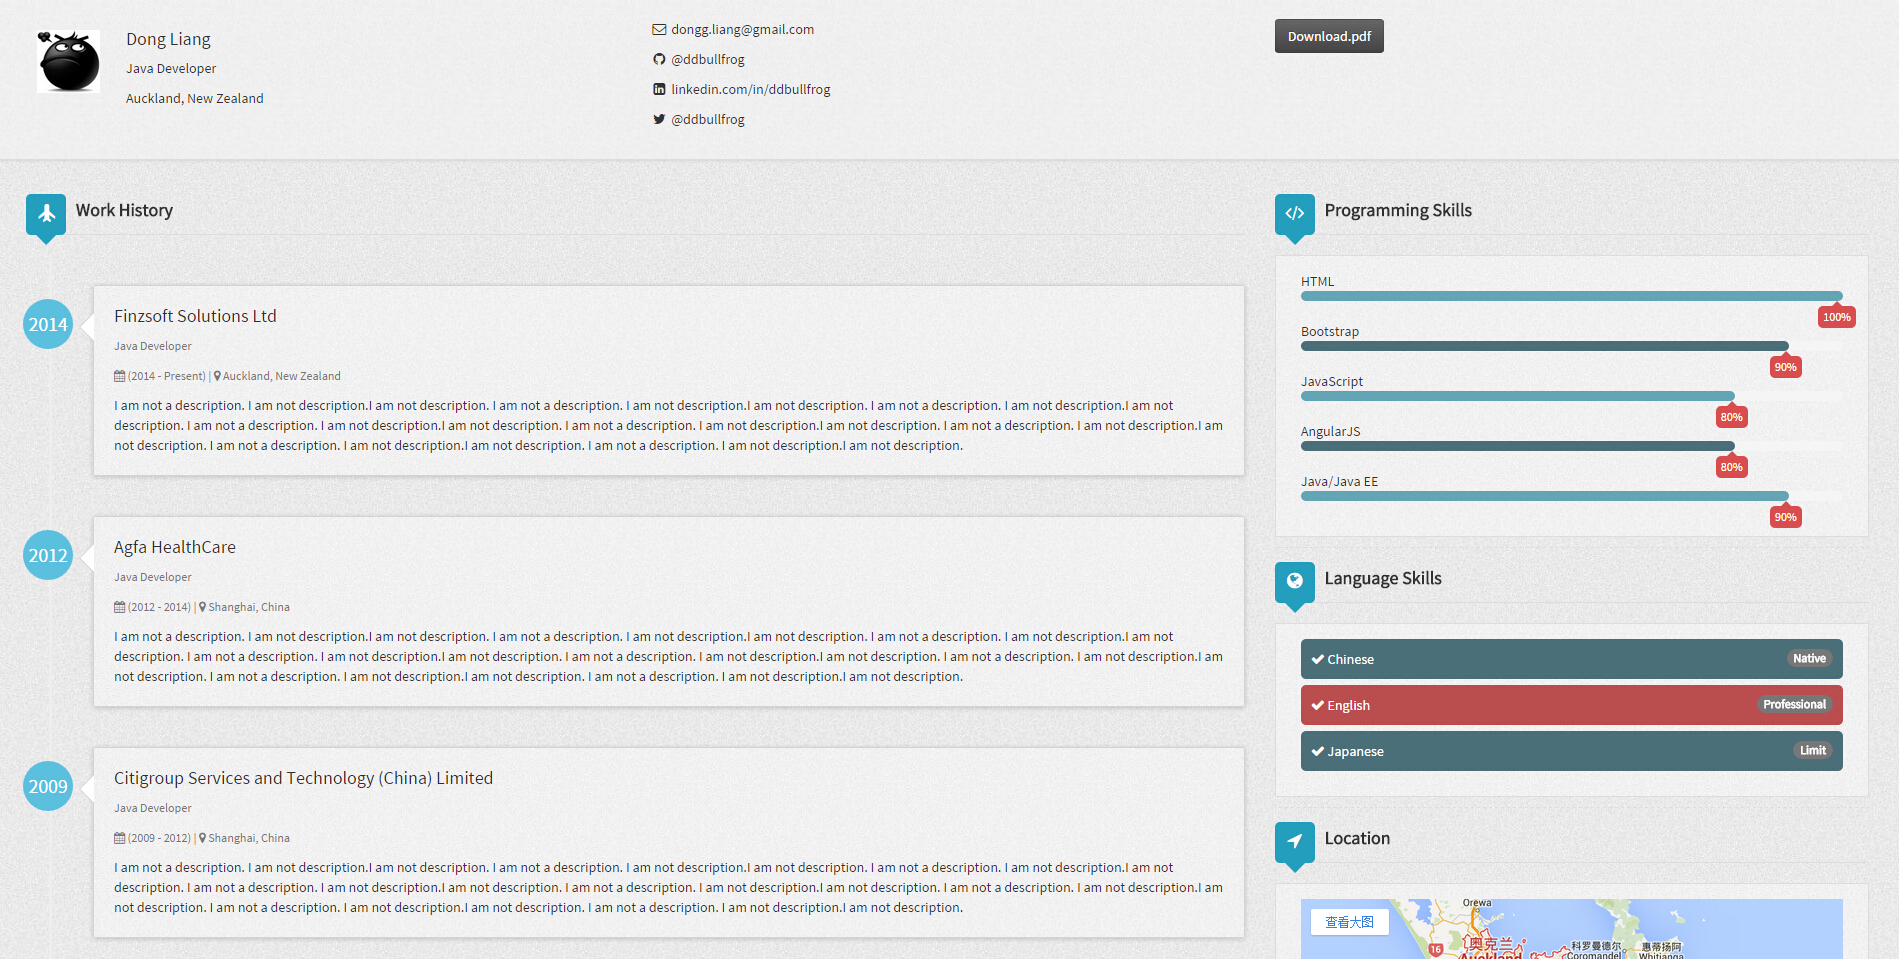 Dong Liang
Java Developer
Auckland, New Zealand
dongg.liang@gmail.com
@ddbullfrog
linkedin.com/in/ddbullfrog
@ddbullfrog
Download.pdf
Work History
2014
Finzsoft Solutions Ltd
Java Developer
(2014 - Present) | Auckland, New Zealand
I am not a description. I am not description.I am not description. I am not a description. I am not description.I am not description. I am not a description. I am not description.I am not
description. I am not a description. I am not description.I am not description. I am not a description. I am not description.I am not description. I am not a description. I am not description.I am
not description. I am not a description. I am not description.I am not description. I am not a description. I am not description.I am not description.
2012
Agfa HealthCare
Java Developer
(2012 - 2014) | Shanghai, China
I am not a description. I am not description.I am not description. I am not a description. I am not description.I am not description. I am not a description. I am not description.I am not
description. I am not a description. I am not description.I am not description. I am not a description. I am not description.I am not description. I am not a description. I am not description.I am
not description. I am not a description. I am not description.I am not description. I am not a description. I am not description.I am not description.
2009
Citigroup Services and Technology (China) Limited
Java Developer
(2009 - 2012) | Shanghai, China
I am not a description. I am not description.I am not description. I am not a description. I am not description.I am not description. I am not a description. I am not description.I am not
description. I am not a description. I am not description.I am not description. I am not a description. I am not description.I am not description. I am not a description. I am not description.I am
not description. I am not a description. I am not description.I am not description. I am not a description. I am not description.I am not description.
Programming Skills
HTML
100%
Bootstrap
90%
JavaScript
80%
AngularJS
80%
Java/Java EE
90%
Language Skills
Chinese Native
English Professional
Japanese Limit
Location
查看大图
Orewa
16
奥克兰
Auckland
科罗曼德尔
Coromandel
惠蒂扬阿
Whitianga